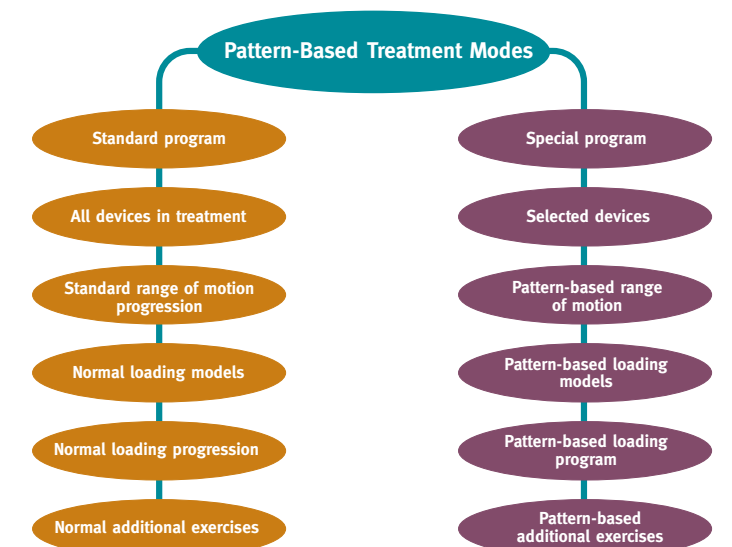 Pattern-Based Treatment Modes
Standard program
Special program
All devices in treatment
Selected devices
Standard range of motion
progression
Pattern-based range
of motion
Normal loading models
Pattern-based loading
models
Normal loading progression
Pattern-based loading
program
Normal additional exercises
Pattern-based
additional exercises